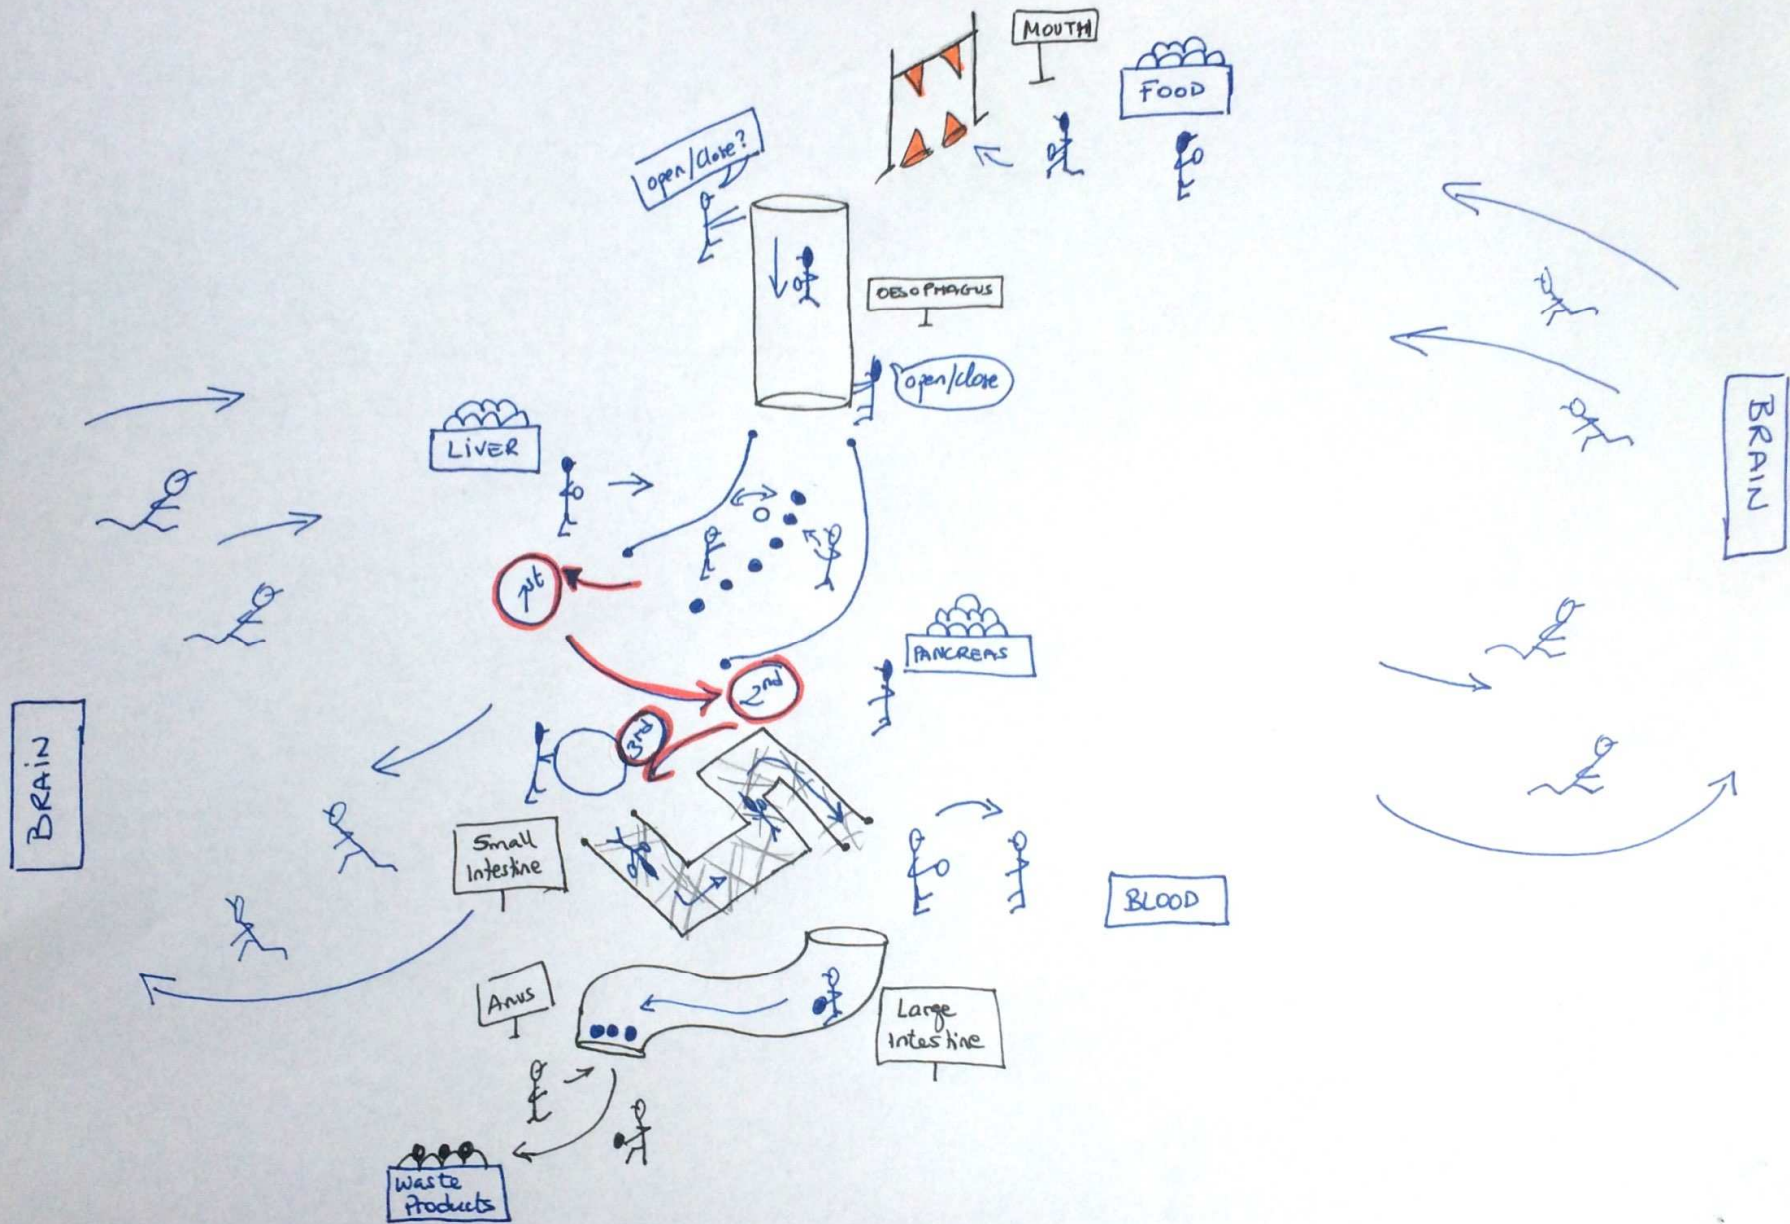 MOUTH
FOOD
open/close?
OESOPHAGUS
open/close
LIVER
BRAIN
1st
PANCREAS
2nd
3rd
BRAIN
Small
Intestine
BLOOD
Anus
Large
Intestine
Waste
Products